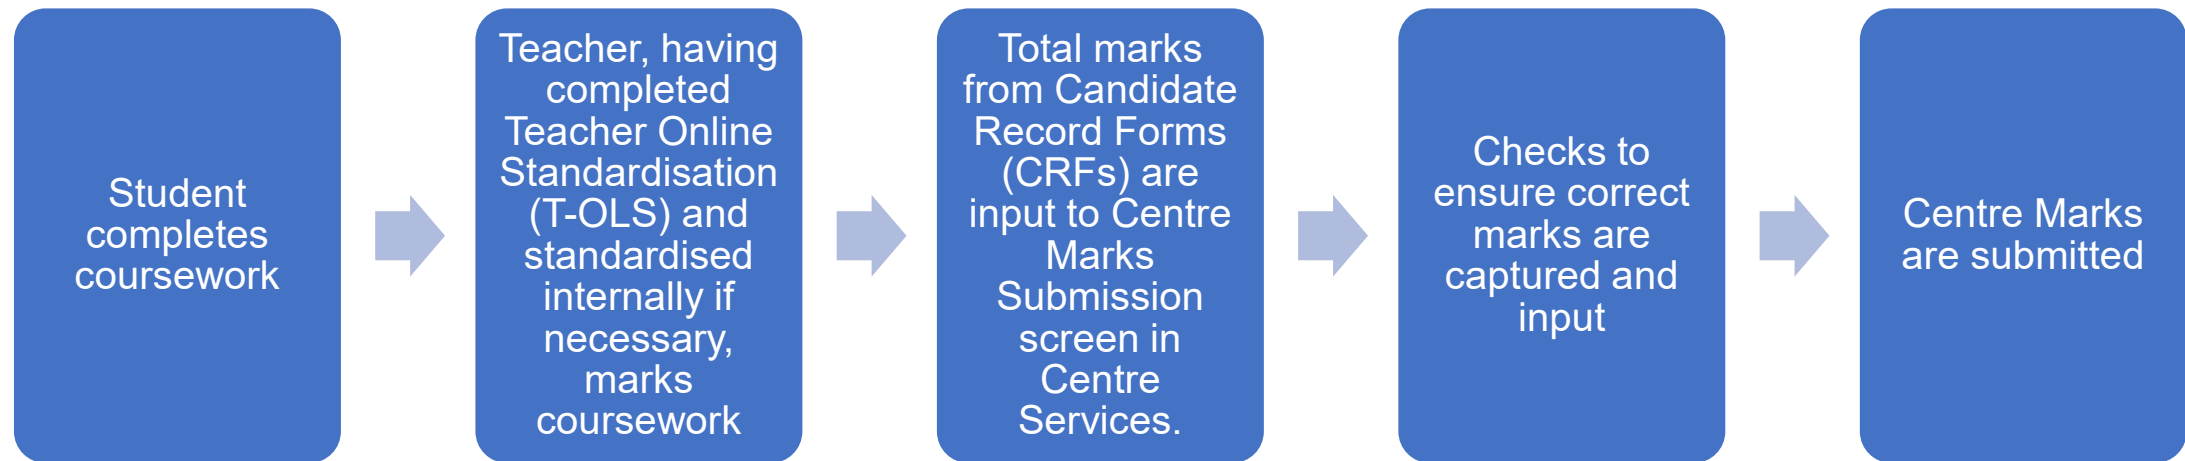 Student
completes
coursework
Teacher, having
completed
Teacher Online
Standardisation
(T-OLS) and
standardised
internally if
necessary,
marks
coursework
Total marks
from Candidate
Record Forms
(CRFs) are
input to Centre
Marks
Submission
screen in
Centre
Services.
Checks to
ensure correct
marks are
captured and
input
Centre Marks
are submitted